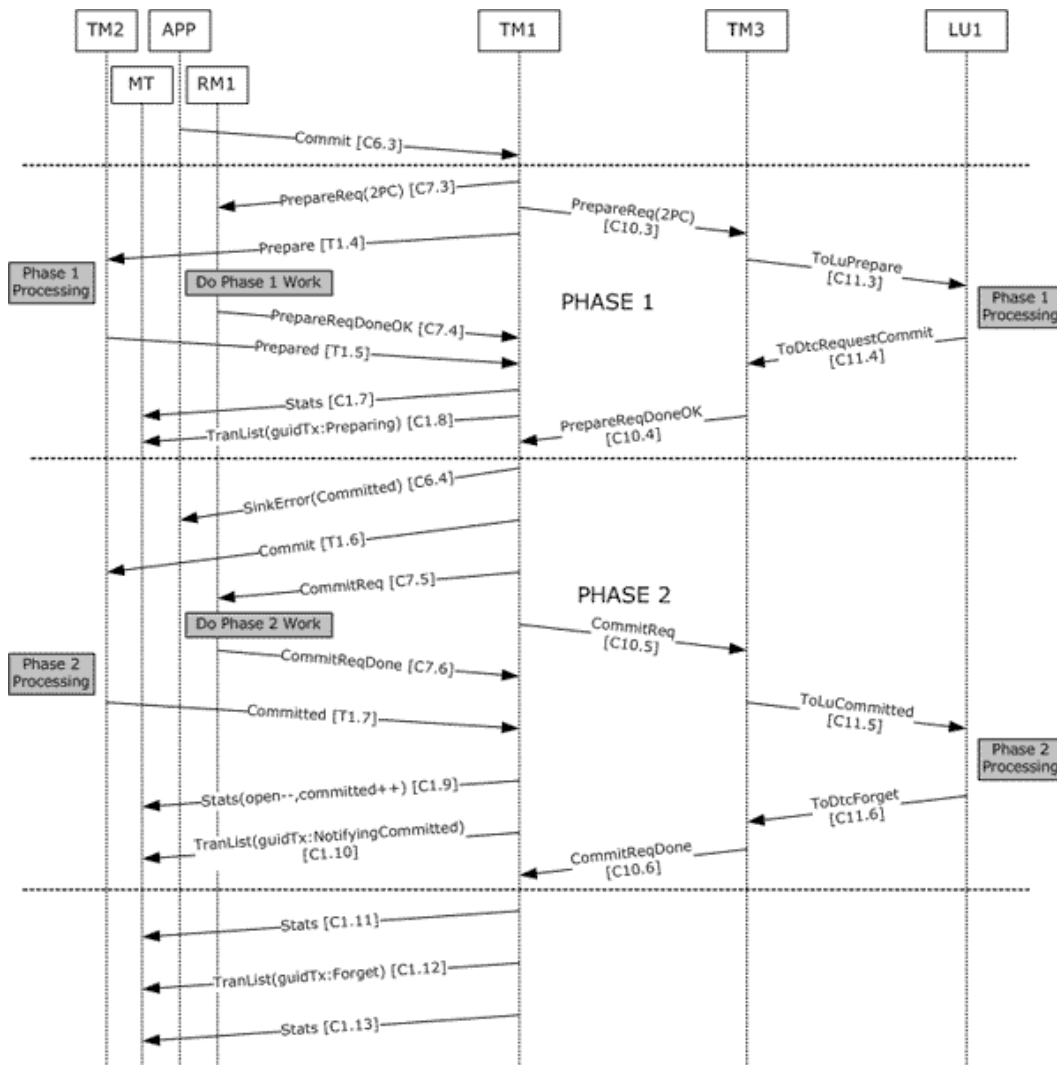 TM2 APP TM1 TM3 LU1
MT RM1
Commit [C6.3]
PrepareReq(2PC) [C7.3]
PrepareReq(2PC)
[C10.3]
Prepare [T1.4]
ToLuPrepare
[C11.3]
Phase 1
Processing
Do Phase 1 Work
PHASE 1
Phase 1
Processing
PrepareReqDoneOK [C7.4]
Prepared [T1.5]
ToDtcRequestCommit
[C11.4]
Stats [C1.7]
TranList(guidTx:Preparing) [C1.8]
PrepareReqDoneOK
[C10.4]
SinkError(Committed) [C6.4]
Commit [T1.6]
CommitReq [C7.5]
PHASE 2
Do Phase 2 Work
CommitReq
[C10.5]
CommitReqDone [C7.6]
Phase 2
Processing
Committed [T1.7]
ToLuCommitted
[C11.5]
Phase 2
Processing
Stats(open--,committed++) [C1.9]
ToDtcForget
[C11.6]
TranList(guidTx:NotifyingCommitted)
[C1.10]
CommitReqDone
[C10.6]
Stats [C1.11]
TranList(guidTx:Forget) [C1.12]
Stats [C1.13]